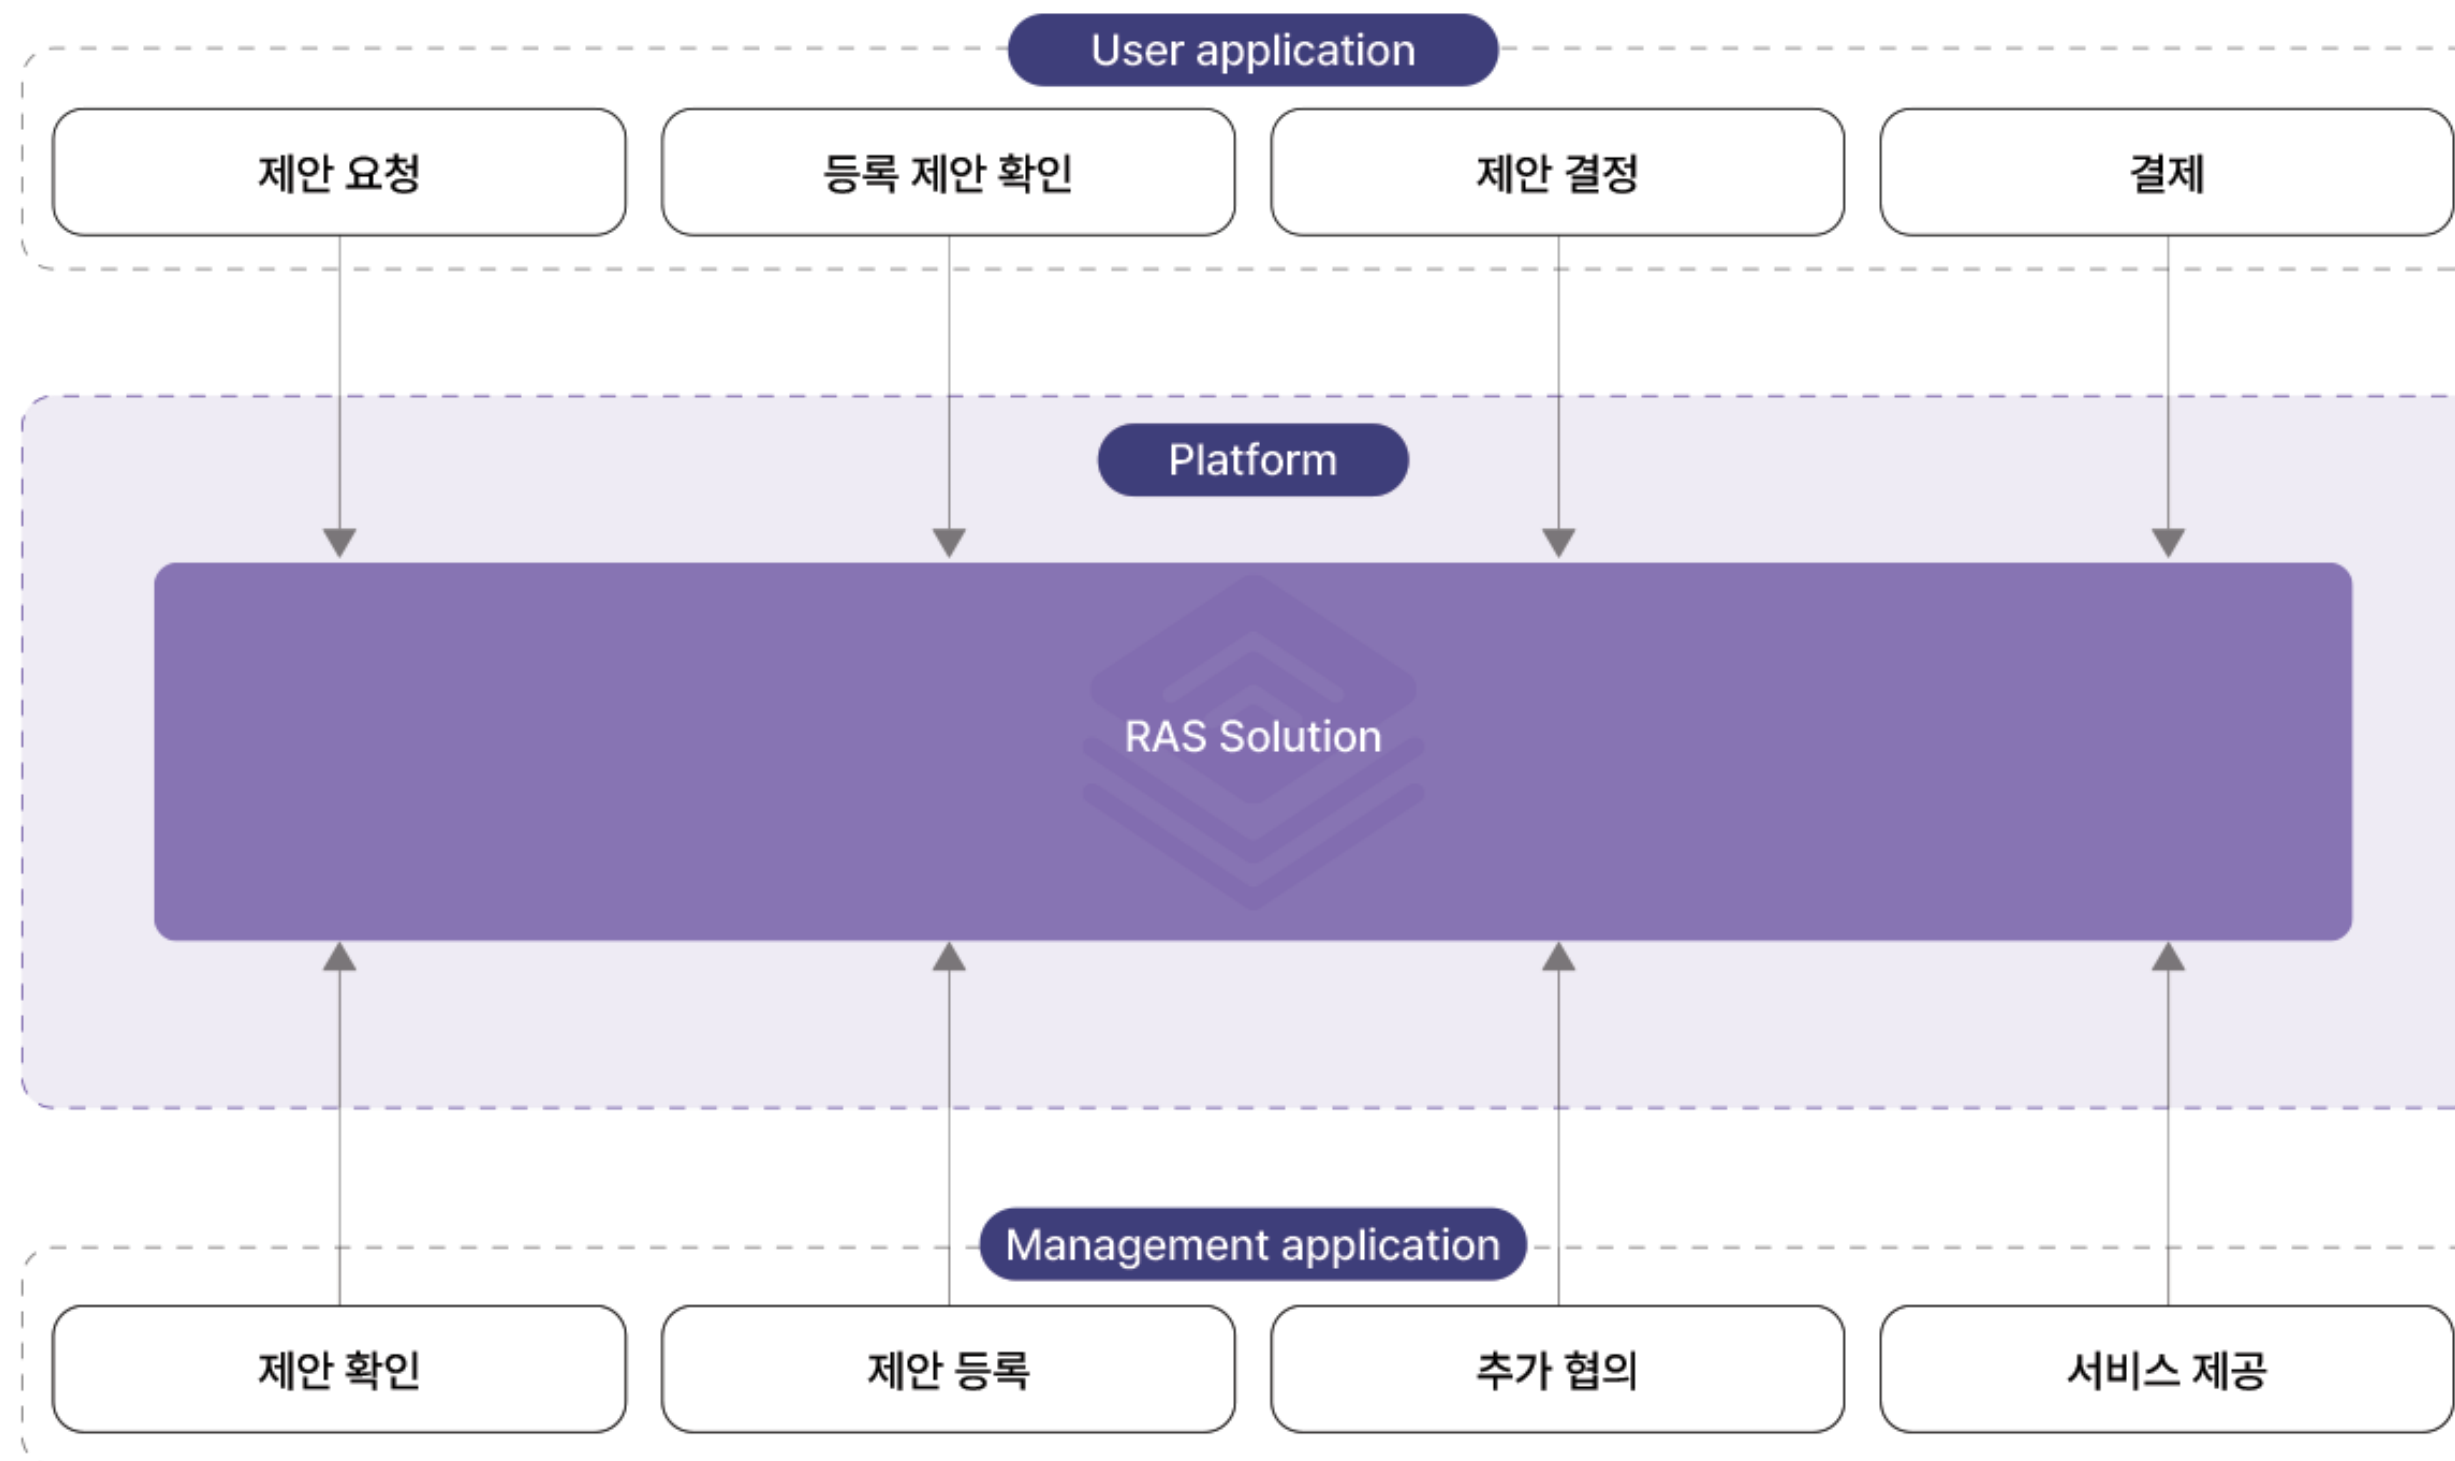 User application
제안 요청
등록 제안 확인
제안 결정
결제
Platform
RAS Solution
Management application
제안 확인
제안 등록
추가 협의
서비스 제공